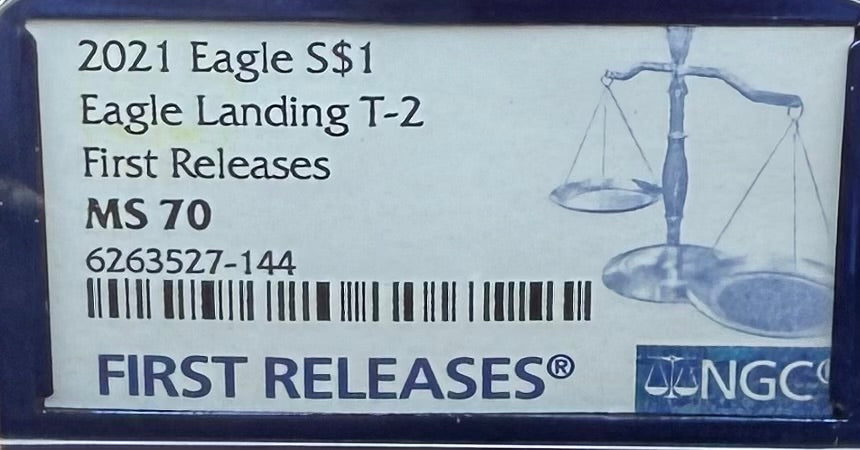 2021 Eagle S$1
Eagle Landing T-2
First Releases
MS 70
6263527-144
FIRST RELEASES®
NGC